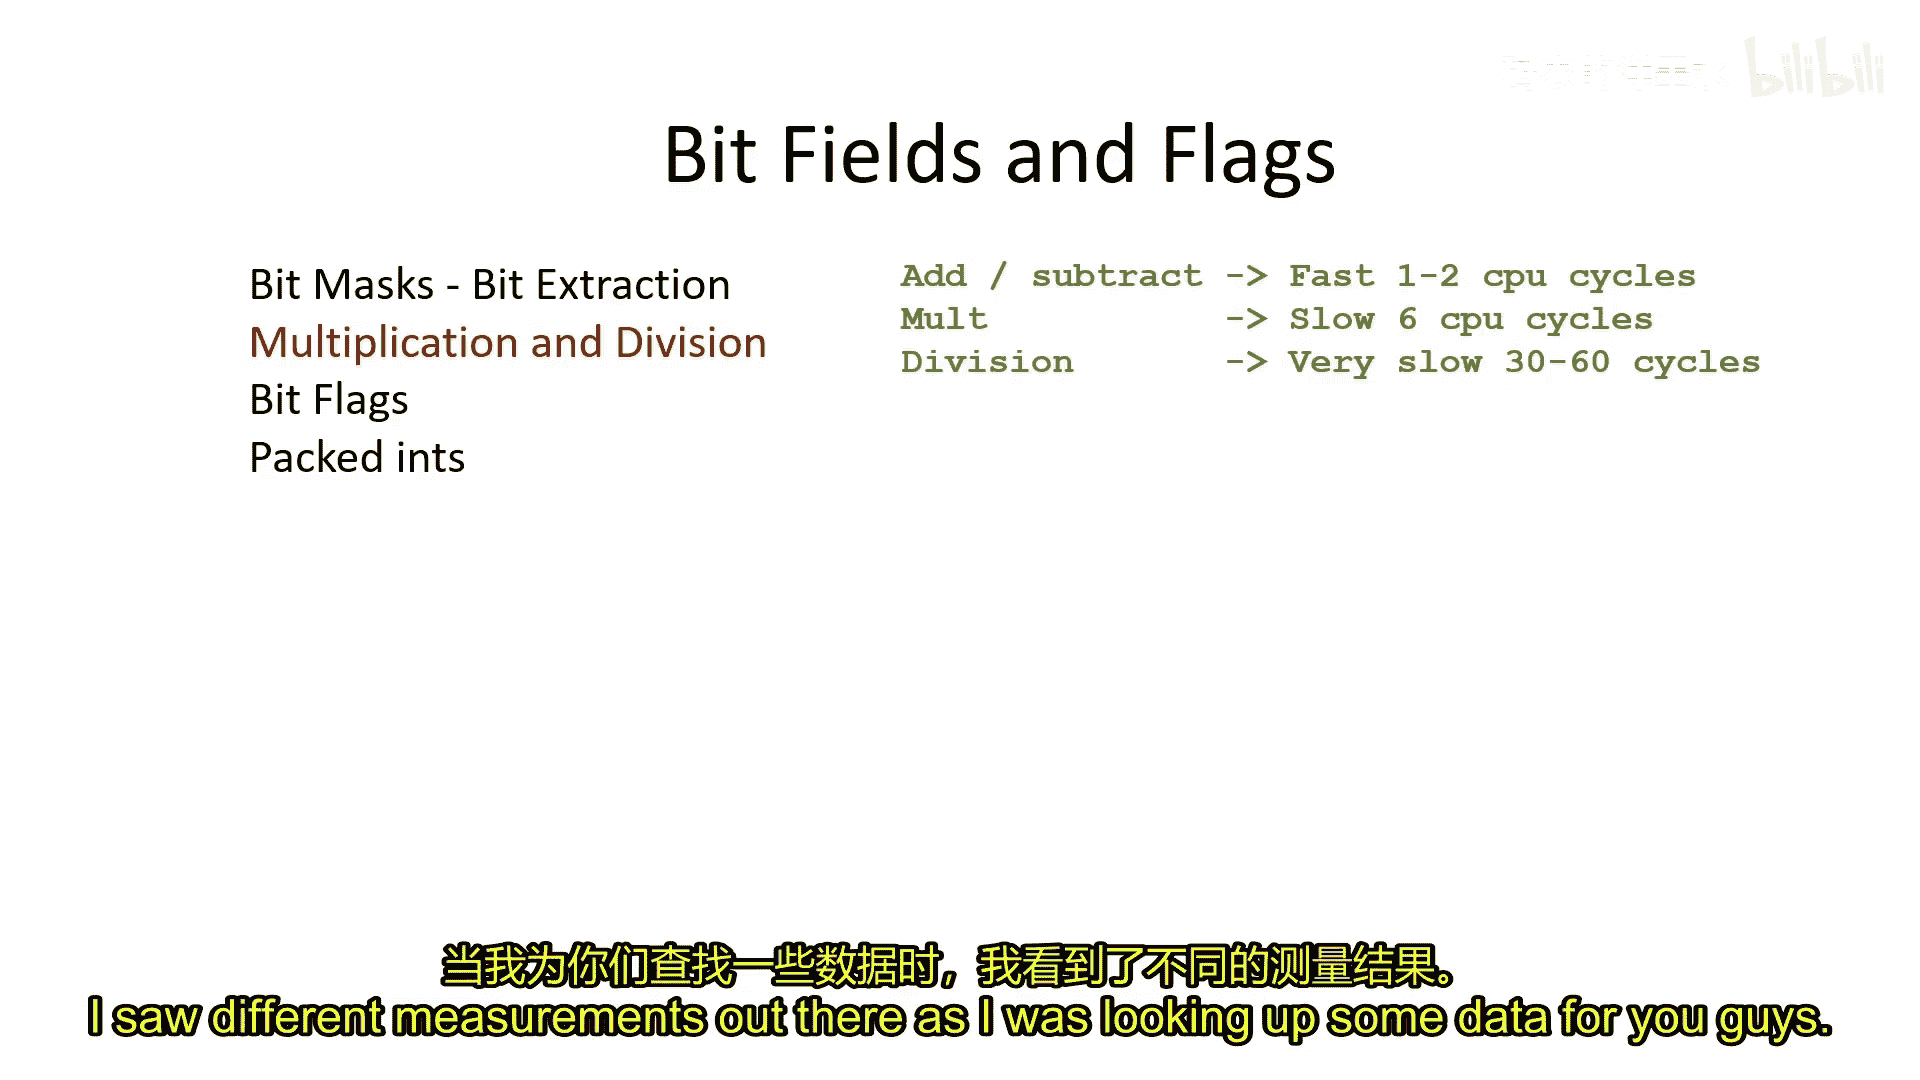 bilibili
Bit Fields and Flags
Bit Masks - Bit Extraction
Multiplication and Division
Bit Flags
Packed ints
Add / subtract -> Fast 1-2 cpu cycles
Mult -> Slow 6 cpu cycles
Division -> Very slow 30-60 cycles
当我为你们查找一些数据时，我看到了不同的测量结果。
I saw different measurements out there as I was looking up some data for you guys.